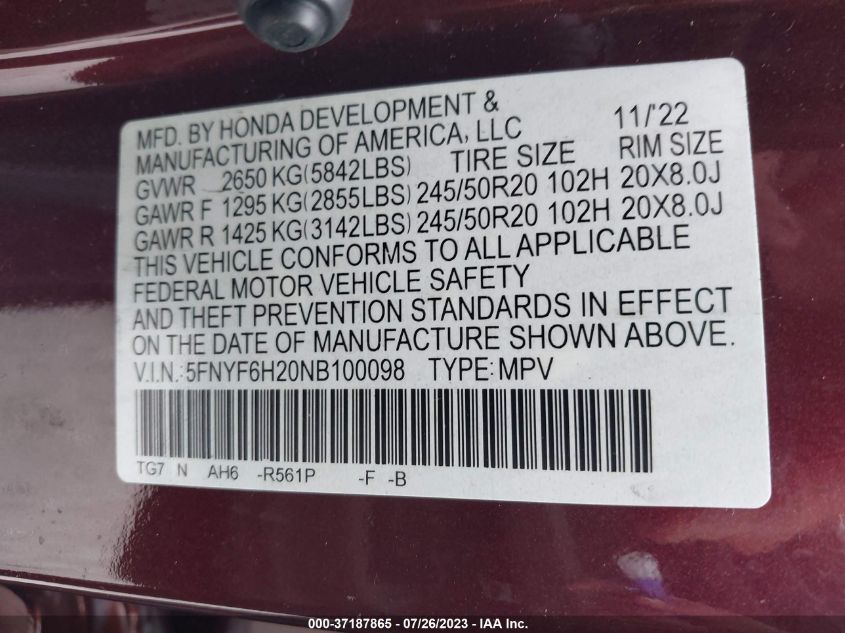 MFD. BY HONDA DEVELOPMENT &
MANUFACTURING OF AMERICA, LLC 11/'22
GVWR 2650 KG(5842LBS) TIRE SIZE RIM SIZE
GAWR F 1295 KG(2855LBS) 245/50R20 102H 20X8.0J
GAWR R 1425 KG(3142LBS) 245/50R20 102H 20X8.0J
THIS VEHICLE CONFORMS TO ALL APPLICABLE
FEDERAL MOTOR VEHICLE SAFETY
AND THEFT PREVENTION STANDARDS IN EFFECT
ON THE DATE OF MANUFACTURE SHOWN ABOVE.
V.I.N.:5FNYF6H20NB100098 TYPE:MPV
TG7 N AH6 -R561P -F -B
000-37187865 - 07/26/2023 - IAA Inc.